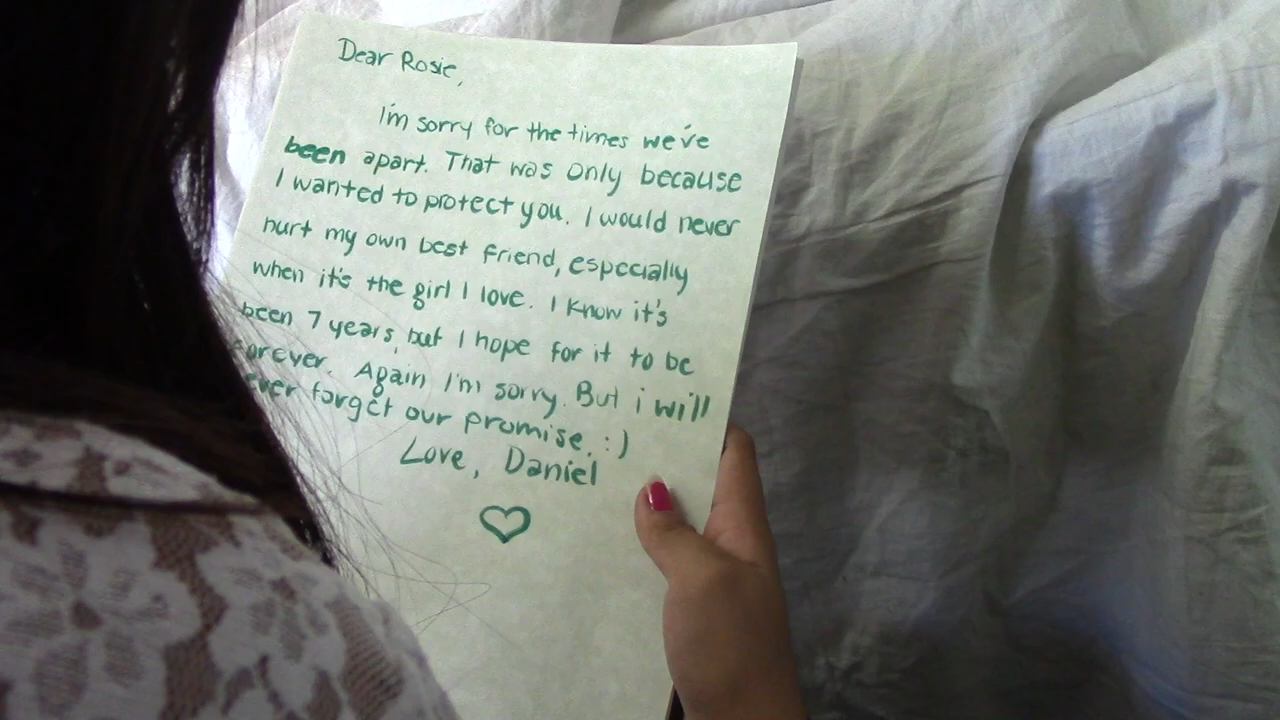 Dear Rosie,
I'm sorry for the times we've
been apart. That was only because
I wanted to protect you. I would never
hurt my own best friend, especially
when it's the girl I love. I know it's
been 7 years, but I hope for it to be
forever. Again I'm sorry. But i will
ever forget our promise. :)
Love, Daniel